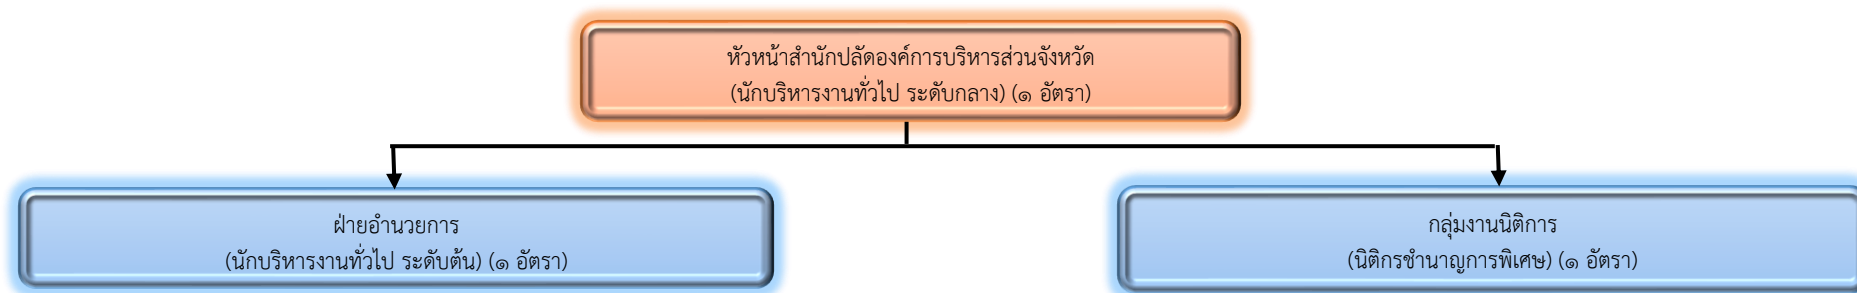 หัวหน้าสำนักปลัดองค์การบริหารส่วนจังหวัด
(นักบริหารงานทั่วไป ระดับกลาง) (๑ อัตรา)
ฝ่ายอำนวยการ
(นักบริหารงานทั่วไป ระดับต้น) (๑ อัตรา)
กลุ่มงานนิติการ
(นิติกรชำนาญการพิเศษ) (๑ อัตรา)